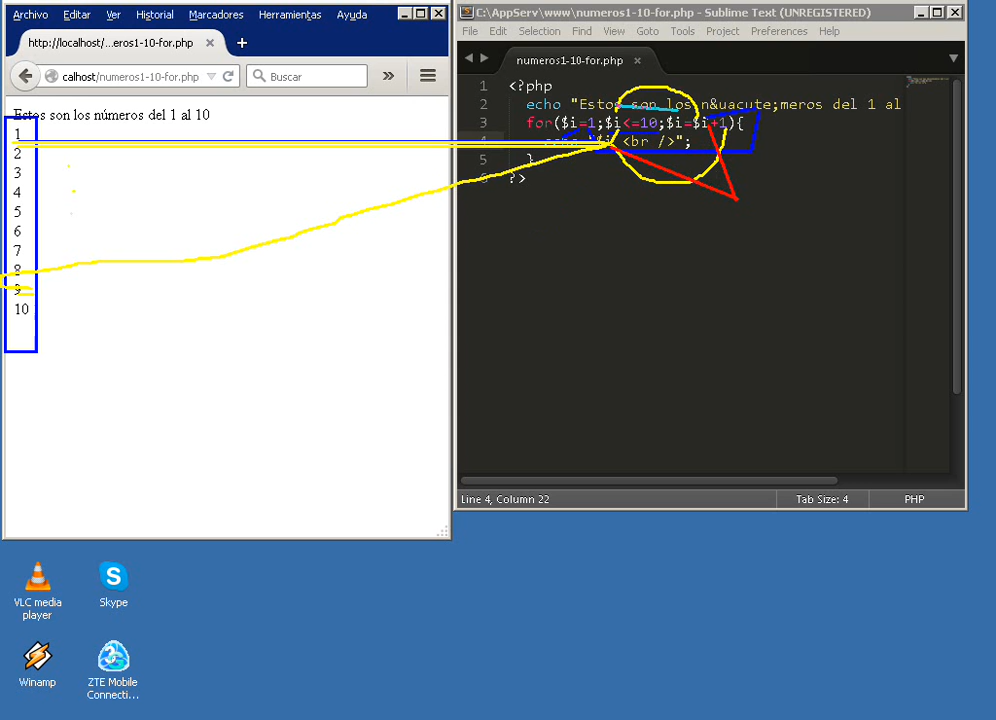 Archivo Editar Ver Historial Marcadores Herramientas Ayuda
http://localhost/...eros1-10-for.php
calhost/numeros1-10-for.php
Buscar
Estos son los números del 1 al 10
1
2
3
4
5
6
7
8
9
10
C:\AppServ\www\numeros1-10-for.php - Sublime Text (UNREGISTERED)
File Edit Selection Find View Goto Tools Project Preferences Help
numeros1-10-for.php
1 <?php
2 echo "Estos son los n&uacute;meros del 1 al
3 for($i=1;$i<=10;$i=$i+1){
4 echo "$i <br />";
5 }
6 ?>
Line 4, Column 22
Tab Size: 4
PHP
VLC media player
Skype
Winamp
ZTE Mobile Connecti...